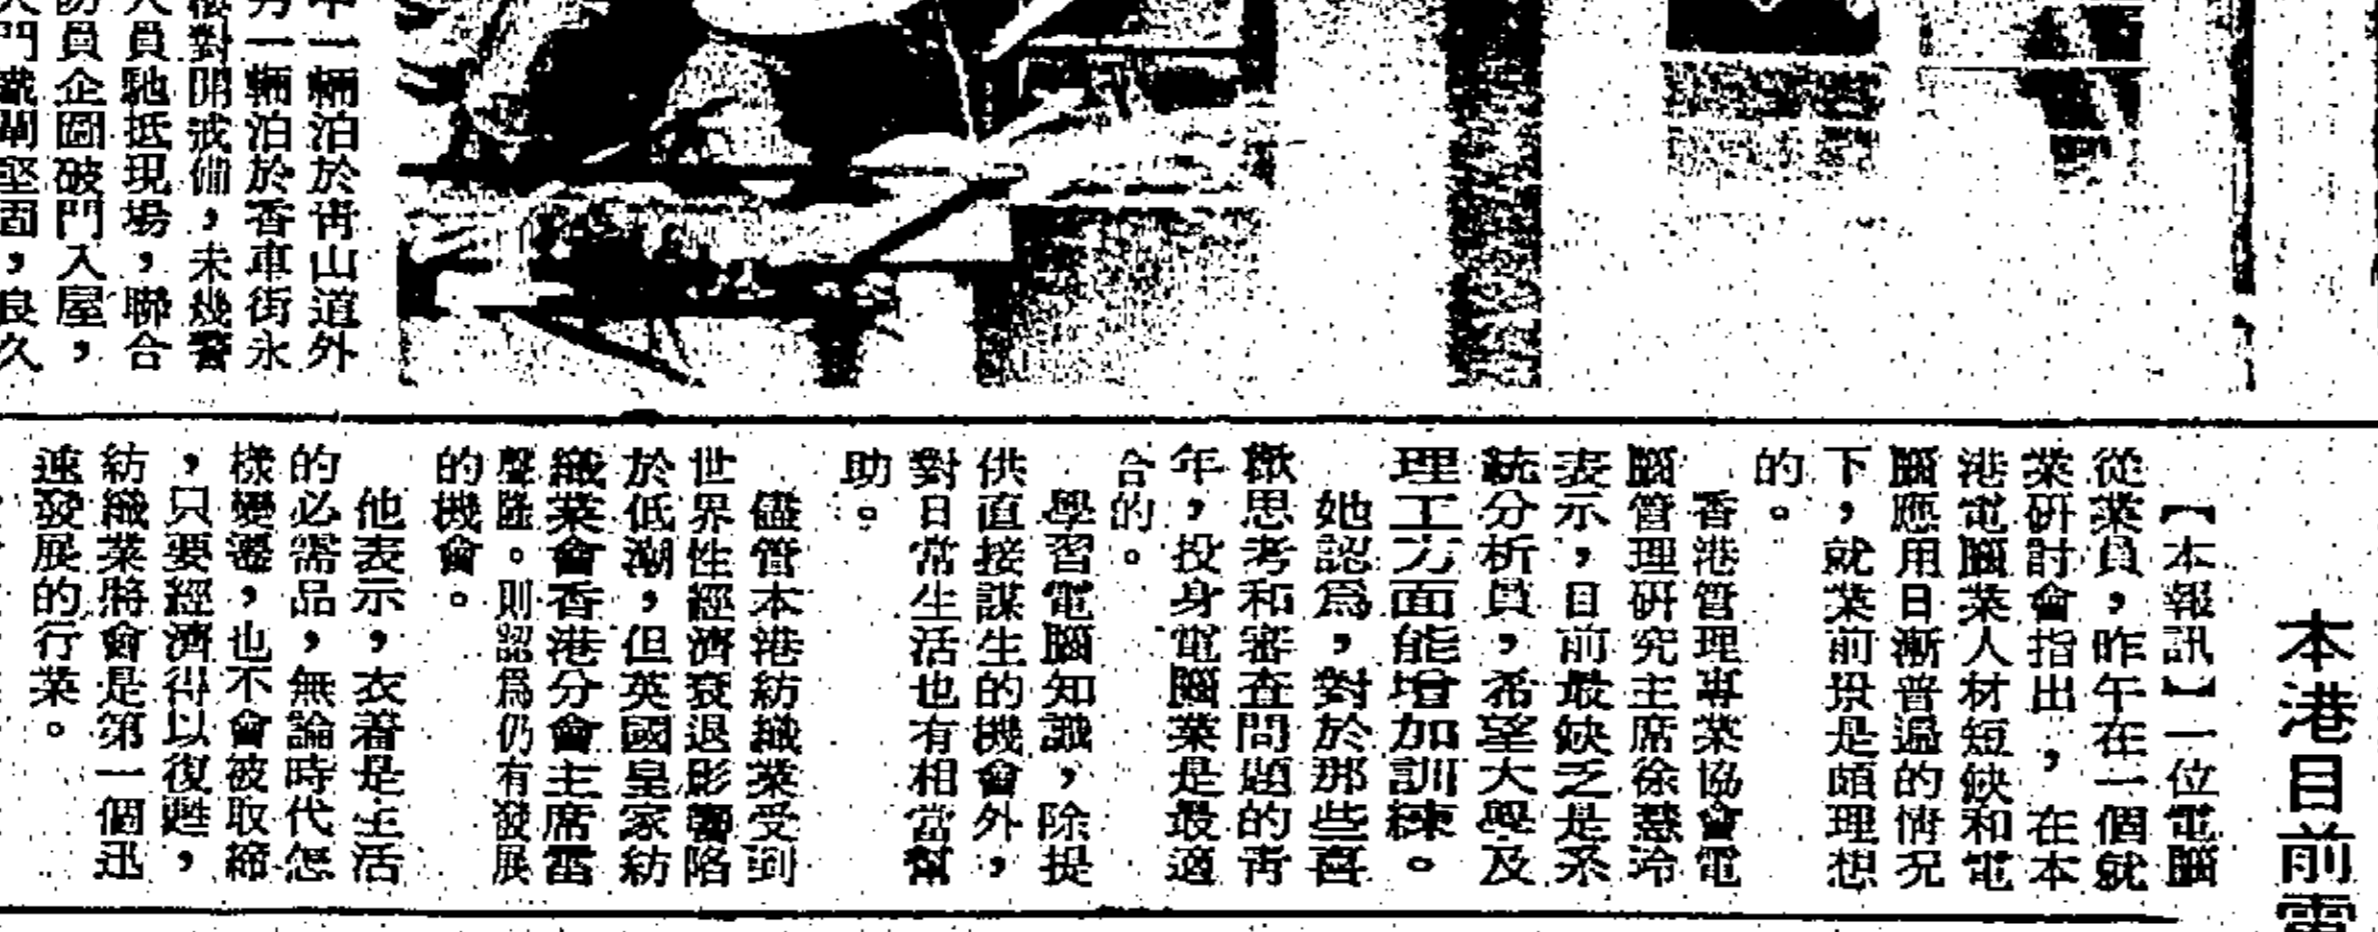 本港目前電
【本報訊】一位電腦
從業員，昨午在一個就
業研討會指出，在本
港電腦業人材短缺和電
腦應用日漸普遍的情况
下，就業前景是頗理想
的。
香港管理專業協會電
腦管理研究主席徐慧玲
表示，目前最缺乏是系
統分析員，希望大學及
理工方面能增加訓練。
她認爲，對於那些喜
歡思考和審查問題的靑
年，投身電腦業是最適
合的。
學習電腦知識，除提
供直接謀生的機會外，
對日常生活也有相當幫
助。
儘管本港紡織業受到
世界性經濟衰退影響陷
於低潮，但英國皇家紡
織業會香港分會主席雷
聲隆。則認爲仍有發展
的機會。
他表示，衣着是主活
的必需品，無論時代怎
樣變遷，也不會被取締
，只要經濟得以復甦，
紡織業將會是第一個迅
速發展的行業。
一輛泊於靑山道外
另一輛泊於香車街永
樓對開戒備，未幾警
人員馳抵現場，聯合
防員企圖破門入屋，
大門鐵閘堅固，良久